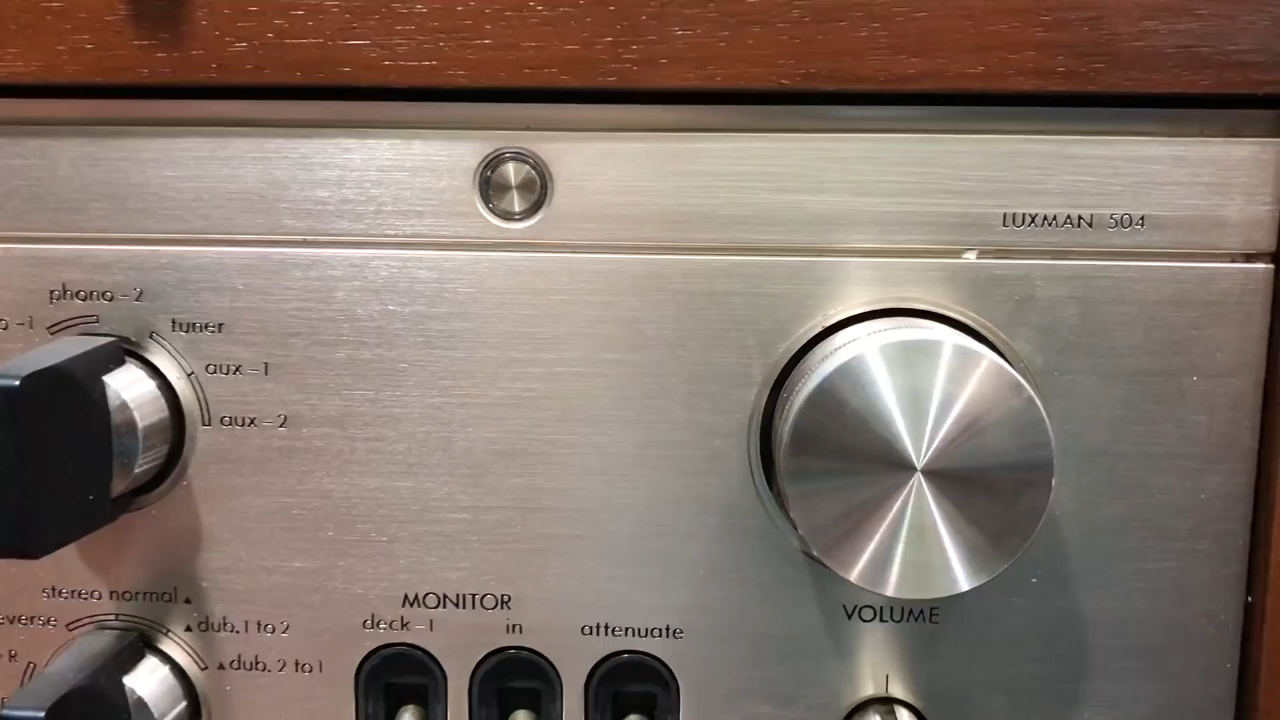 LUXMAN 504
phono-2
tuner
aux-1
aux-2
stereo normal
dub. 1 to 2
dub. 2 to 1
MONITOR
deck-1
in
attenuate
VOLUME